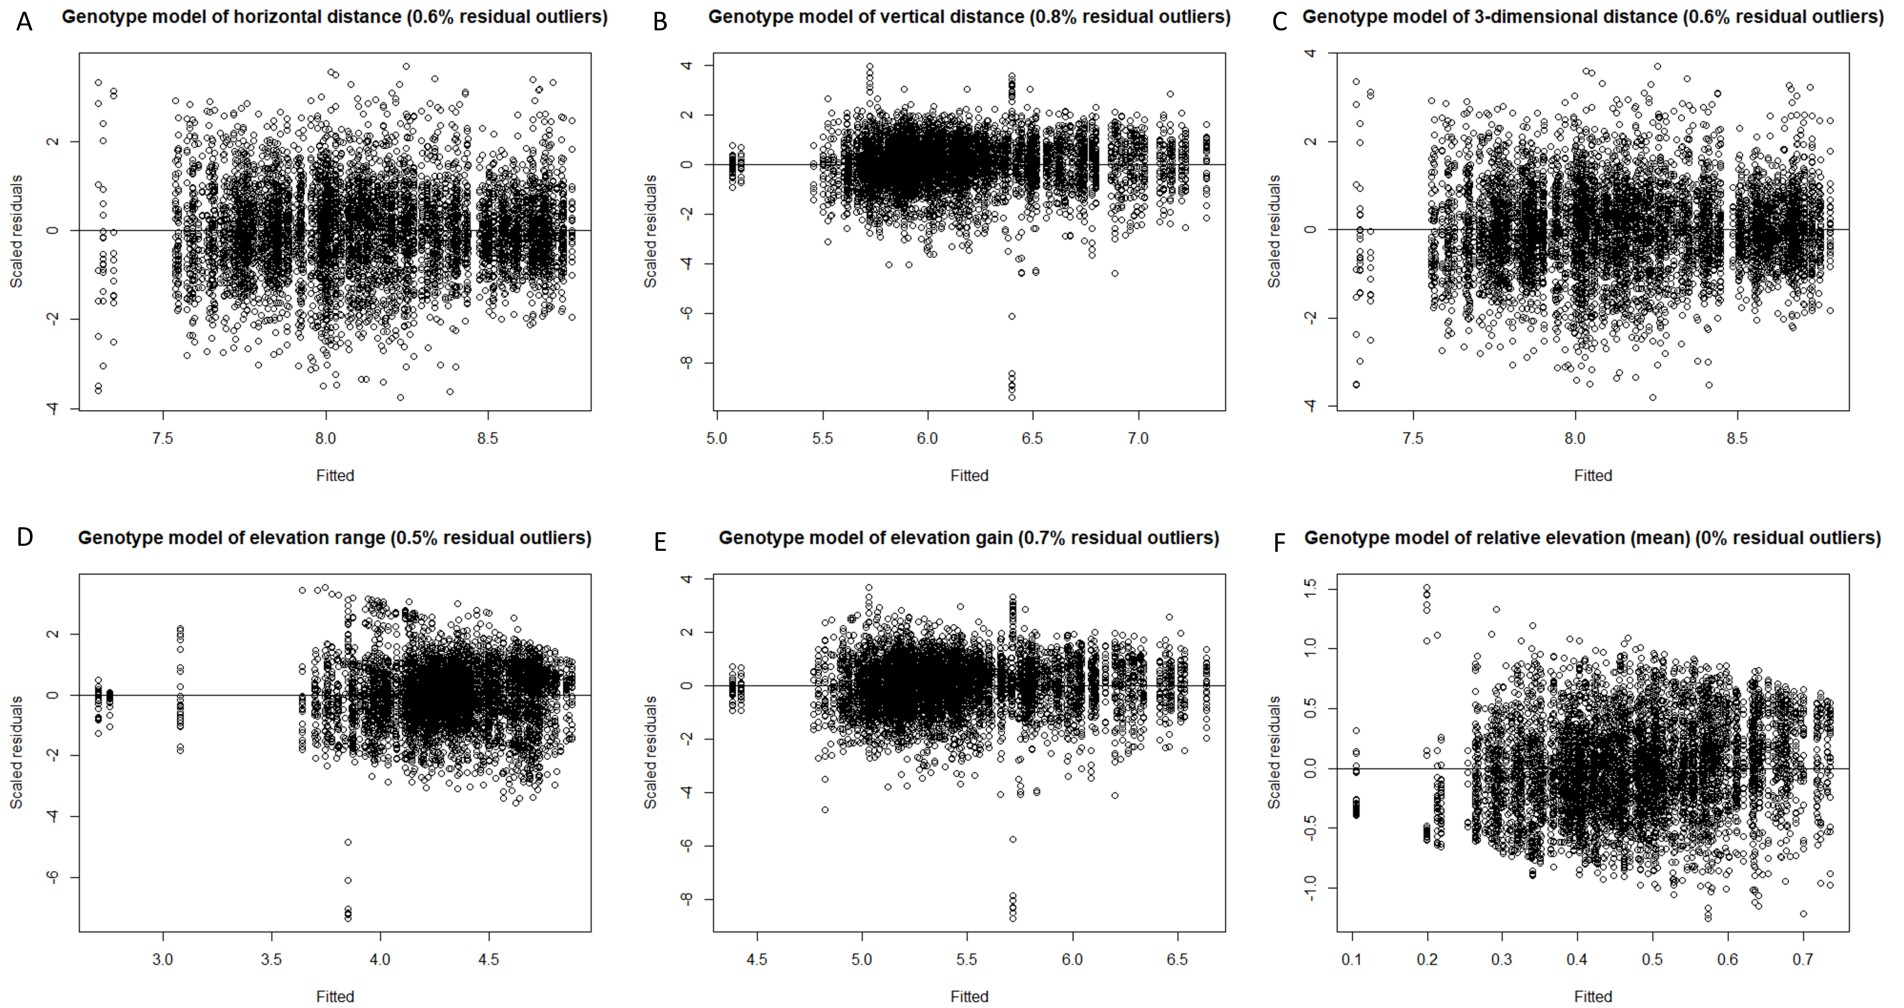 A
Genotype model of horizontal distance (0.6% residual outliers)
Scaled residuals
2
0
-2
-4
7.5 8.0 8.5
Fitted
B
Genotype model of vertical distance (0.8% residual outliers)
Scaled residuals
4
2
0
-2
-4
-6
-8
5.0 5.5 6.0 6.5 7.0
Fitted
C
Genotype model of 3-dimensional distance (0.6% residual outliers)
Scaled residuals
4
2
0
-2
-4
7.5 8.0 8.5
Fitted
D
Genotype model of elevation range (0.5% residual outliers)
Scaled residuals
2
0
-2
-4
-6
3.0 3.5 4.0 4.5
Fitted
E
Genotype model of elevation gain (0.7% residual outliers)
Scaled residuals
4
2
0
-2
-4
-6
-8
4.5 5.0 5.5 6.0 6.5
Fitted
F
Genotype model of relative elevation (mean) (0% residual outliers)
Scaled residuals
1.5
1.0
0.5
0.0
-0.5
-1.0
0.1 0.2 0.3 0.4 0.5 0.6 0.7
Fitted